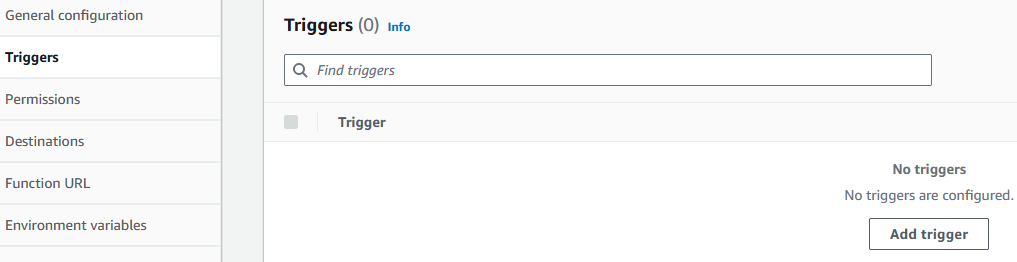 General configuration
Triggers
Permissions
Destinations
Function URL
Environment variables
Triggers (0) Info
Find triggers
Trigger
No triggers
No triggers are configured.
Add trigger